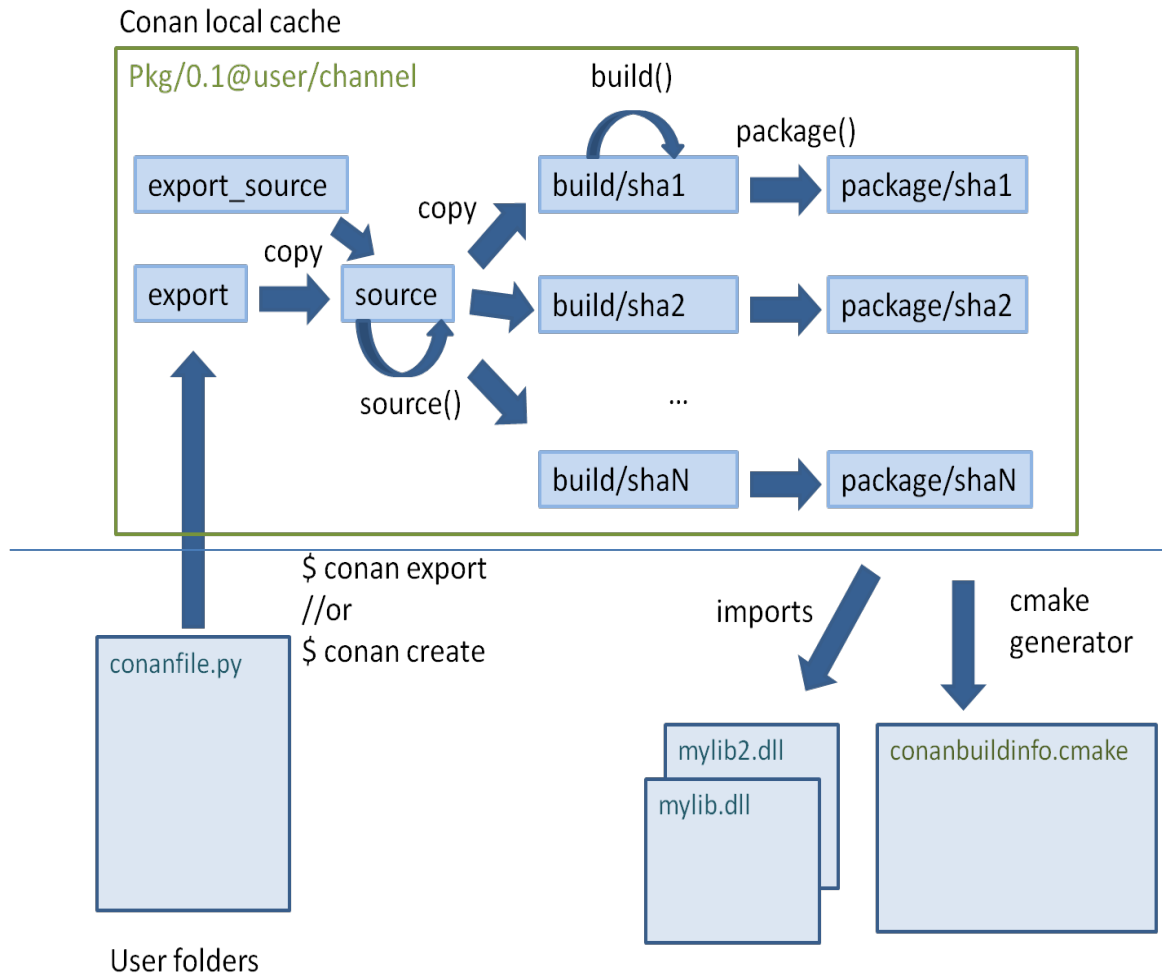 Conan local cache
Pkg/0.1@user/channel
build()
package()
export_source
build/sha1
package/sha1
copy
copy
export
source
build/sha2
package/sha2
source()
...
build/shaN
package/shaN
$ conan export
//or
$ conan create
imports
cmake
generator
conanfile.py
mylib2.dll
conanbuildinfo.cmake
mylib.dll
User folders